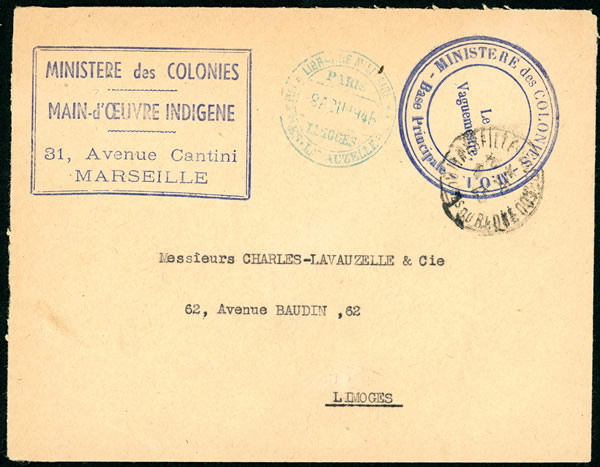 MINISTERE des COLONIES
MAIN-d'ŒUVRE INDIGENE
31, Avenue Cantini
MARSEILLE
PARIS
LIMOGES
MINISTERE des COLONIES
Base Principale
Le
Vaguemestre
Messieurs CHARLES-LAVAUZELLE & Cie
62, Avenue BAUDIN ,62
LIMOGES